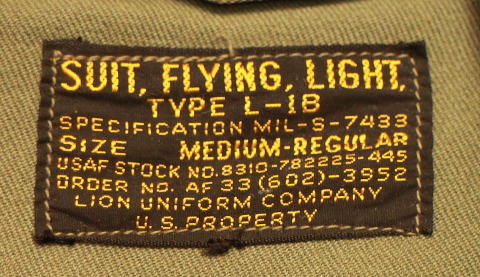 SUIT, FLYING, LIGHT,
TYPE L-1B
SPECIFICATION MIL-S-7433
SIZE MEDIUM-REGULAR
USAF STOCK NO. 8310-782225-445
ORDER NO. AF 33(602)-3952
LION UNIFORM COMPANY
U.S. PROPERTY